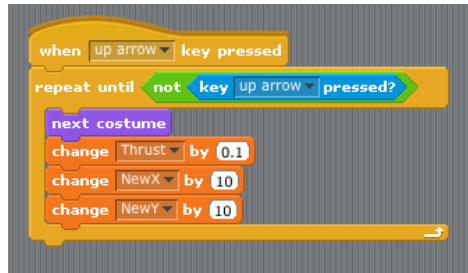 when up arrow key pressed
repeat until not key up arrow pressed?
next costume
change Thrust by 0.1
change NewX by 10
change NewY by 10